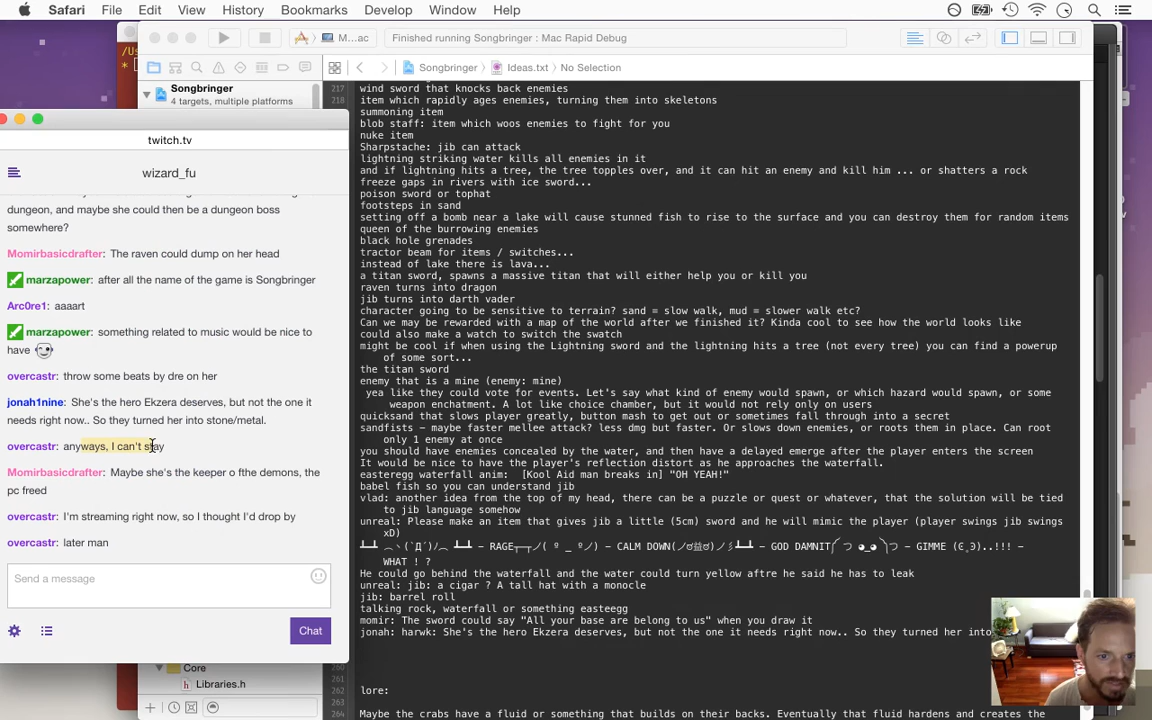 Safari File Edit View History Bookmarks Develop Window Help
M...ac
Finished running Songbringer : Mac Rapid Debug
Songbringer Ideas.txt No Selection
Songbringer
4 targets, multiple platforms
twitch.tv
wizard_fu
dungeon, and maybe she could then be a dungeon boss
somewhere?
Momirbasicdrafter: The raven could dump on her head
marzapower: after all the name of the game is Songbringer
Arc0re1: aaaart
marzapower: something related to music would be nice to
have
overcastr: throw some beats by dre on her
jonah1nine: She's the hero Ekzera deserves, but not the one it
needs right now.. So they turned her into stone/metal.
overcastr: anyways, I can't stay
Momirbasicdrafter: Maybe she's the keeper o fthe demons, the
pc freed
overcastr: I'm streaming right now, so I thought I'd drop by
overcastr: later man
Send a message
Chat
Core
Libraries.h
217 wind sword that knocks back enemies
218 item which rapidly ages enemies, turning them into skeletons
summoning item
blob staff: item which woos enemies to fight for you
nuke item
Sharpstache: jib can attack
lightning striking water kills all enemies in it
and if lightning hits a tree, the tree topples over, and it can hit an enemy and kill him ... or shatters a rock
freeze gaps in rivers with ice sword...
poison sword or tophat
footsteps in sand
setting off a bomb near a lake will cause stunned fish to rise to the surface and you can destroy them for random items
queen of the burrowing enemies
black hole grenades
tractor beam for items / switches...
instead of lake there is lava...
a titan sword, spawns a massive titan that will either help you or kill you
raven turns into dragon
jib turns into darth vader
character going to be sensitive to terrain? sand = slow walk, mud = slower walk etc?
Can we may be rewarded with a map of the world after we finished it? Kinda cool to see how the world looks like
could also make a watch to switch the swatch
might be cool if when using the Lightning sword and the lightning hits a tree (not every tree) you can find a powerup
of some sort...
the titan sword
enemy that is a mine (enemy: mine)
yea like they could vote for events. Let's say what kind of enemy would spawn, or which hazard would spawn, or some
weapon enchatment. A lot like choice chamber, but it would not rely only on users
quicksand that slows player greatly, button mash to get out or sometimes fall through into a secret
sandfists – maybe faster mellee attack? less dmg but faster. Or slows down enemies, or roots them in place. Can root
only 1 enemy at once
you should have enemies concealed by the water, and then have a delayed emerge after the player enters the screen
It would be nice to have the player's reflection distort as he approaches the waterfall.
easteregg waterfall anim: [Kool Aid man breaks in] "OH YEAH!"
babel fish so you can understand jib
vlad: another idea from the top of my head, there can be a puzzle or quest or whatever, that the solution will be tied
to jib language somehow
unreal: Please make an item that gives jib a little (5cm) sword and he will mimic the player (player swings jib swings
xD)
– RAGE – CALM DOWN – GOD DAMNIT – GIMME –
WHAT ! ?
He could go behind the waterfall and the water could turn yellow aftre he said he has to leak
unreal: jib: a cigar ? A tall hat with a monocle
jib: barrel roll
talking rock, waterfall or something easteegg
momir: The sword could say "All your base are belong to us" when you draw it
jonah: harwk: She's the hero Ekzera deserves, but not the one it needs right now.. So they turned her into
260
261
262 lore:
263
264 Maybe the crabs have a fluid or something that builds on their backs. Eventually that fluid hardens and creates the